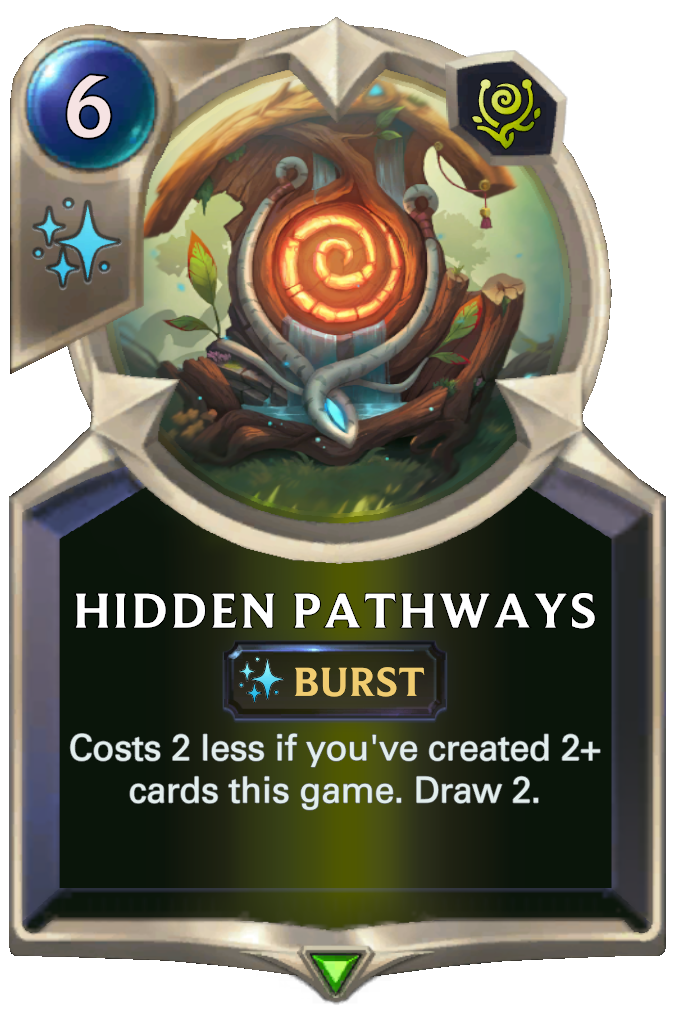 6
HIDDEN PATHWAYS
BURST
Costs 2 less if you've created 2+
cards this game. Draw 2.